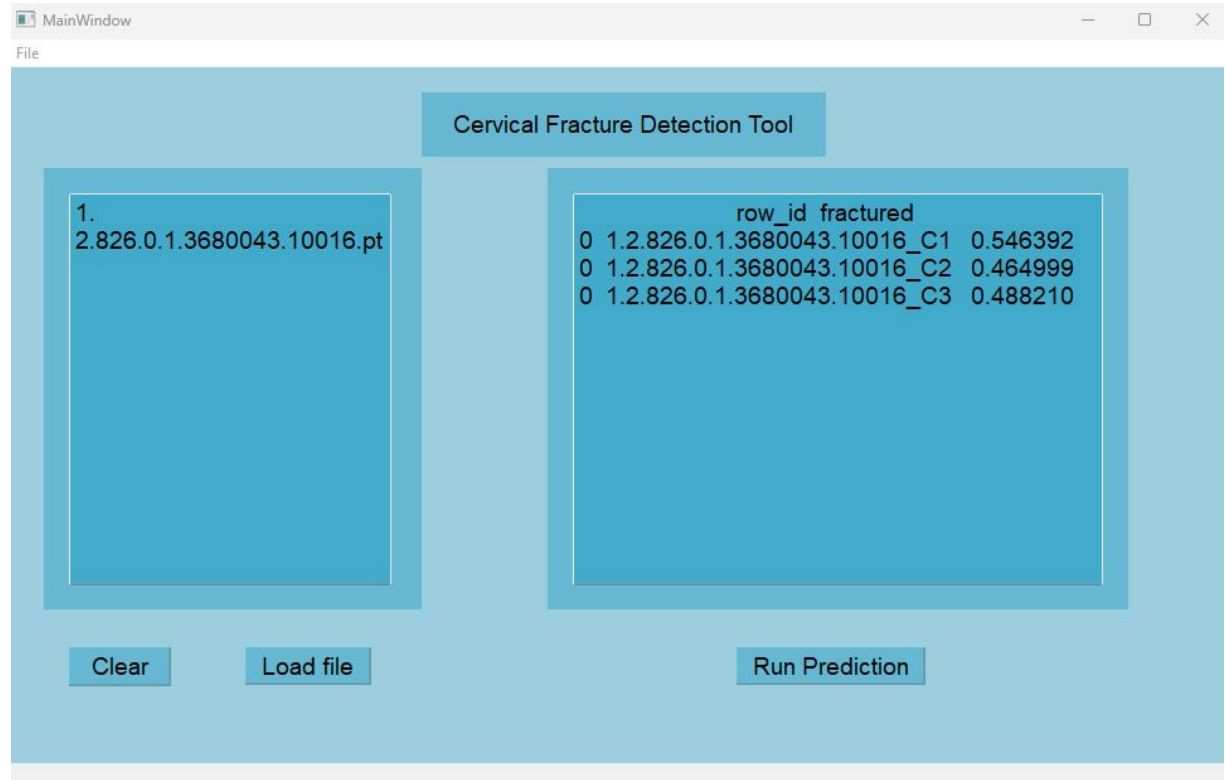 MainWindow
File
Cervical Fracture Detection Tool
1.
2.826.0.1.3680043.10016.pt
row_id fractured
0 1.2.826.0.1.3680043.10016_C1 0.546392
0 1.2.826.0.1.3680043.10016_C2 0.464999
0 1.2.826.0.1.3680043.10016_C3 0.488210
Clear
Load file
Run Prediction